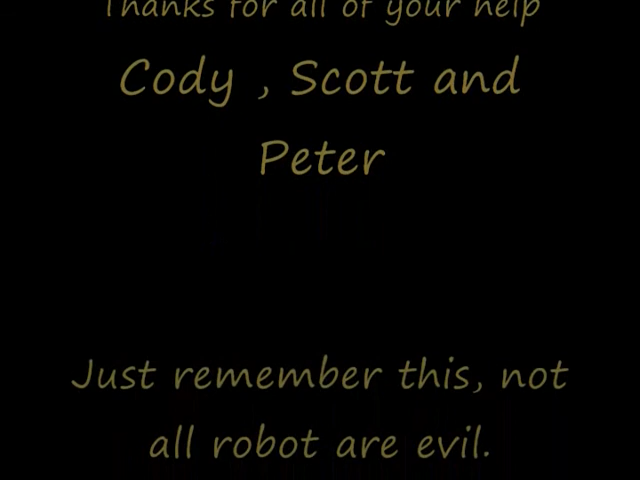 Thanks for all of your help
Cody , Scott and
Peter
Just remember this, not
all robot are evil.